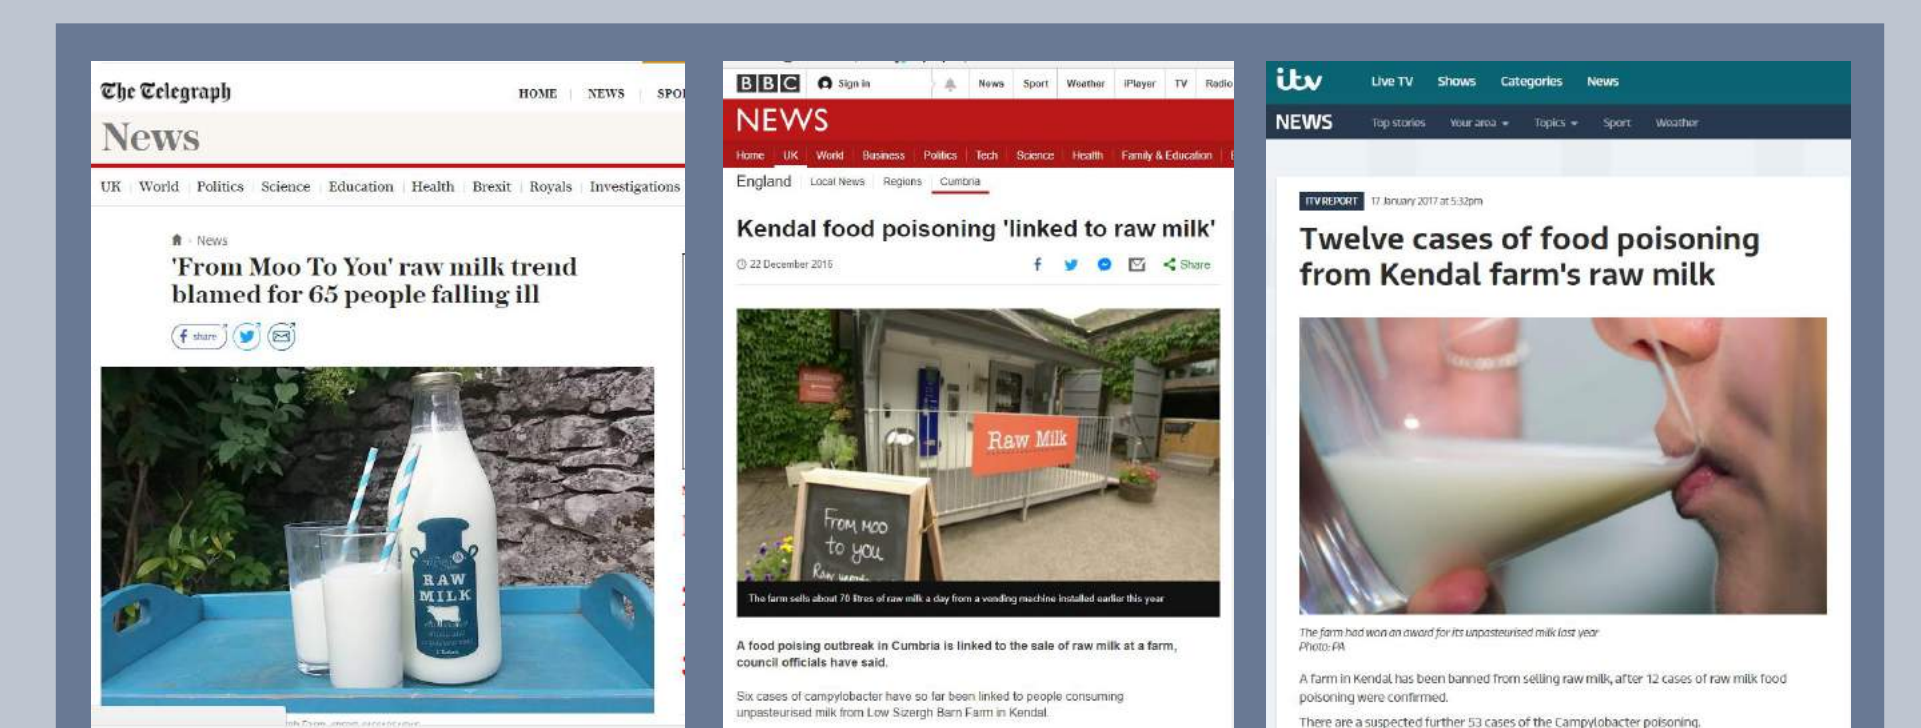 The Telegraph
HOME NEWS
News
UK World Politics Science Education Health Brexit Royals Investigations
News
'From Moo To You' raw milk trend
blamed for 65 people falling ill
share
RAW
MILK
BBC Sign in News Sport Weather iPlayer TV Radio
NEWS
Home UK World Business Politics Tech Science Health Family & Education
England Local News Regions Cumbria
Kendal food poisoning 'linked to raw milk'
22 December 2016
Share
Raw Milk
From Moo
to you
Raw
The farm sells about 70 litres of raw milk a day from a vending machine installed earlier this year
A food poising outbreak in Cumbria is linked to the sale of raw milk at a farm,
council officials have said.
Six cases of campylobacter have so far been linked to people consuming
unpasteurised milk from Low Sizergh Barn Farm in Kendal.
itv Live TV Shows Categories News
NEWS Top stories Your area Topics Sport Weather
ITV REPORT 17 January 2017 at 5:32pm
Twelve cases of food poisoning
from Kendal farm's raw milk
The farm had won an award for its unpasteurised milk last year
Photo: PA
A farm in Kendal has been banned from selling raw milk, after 12 cases of raw milk food
poisoning were confirmed.
There are a suspected further 53 cases of the Campylobacter poisoning.